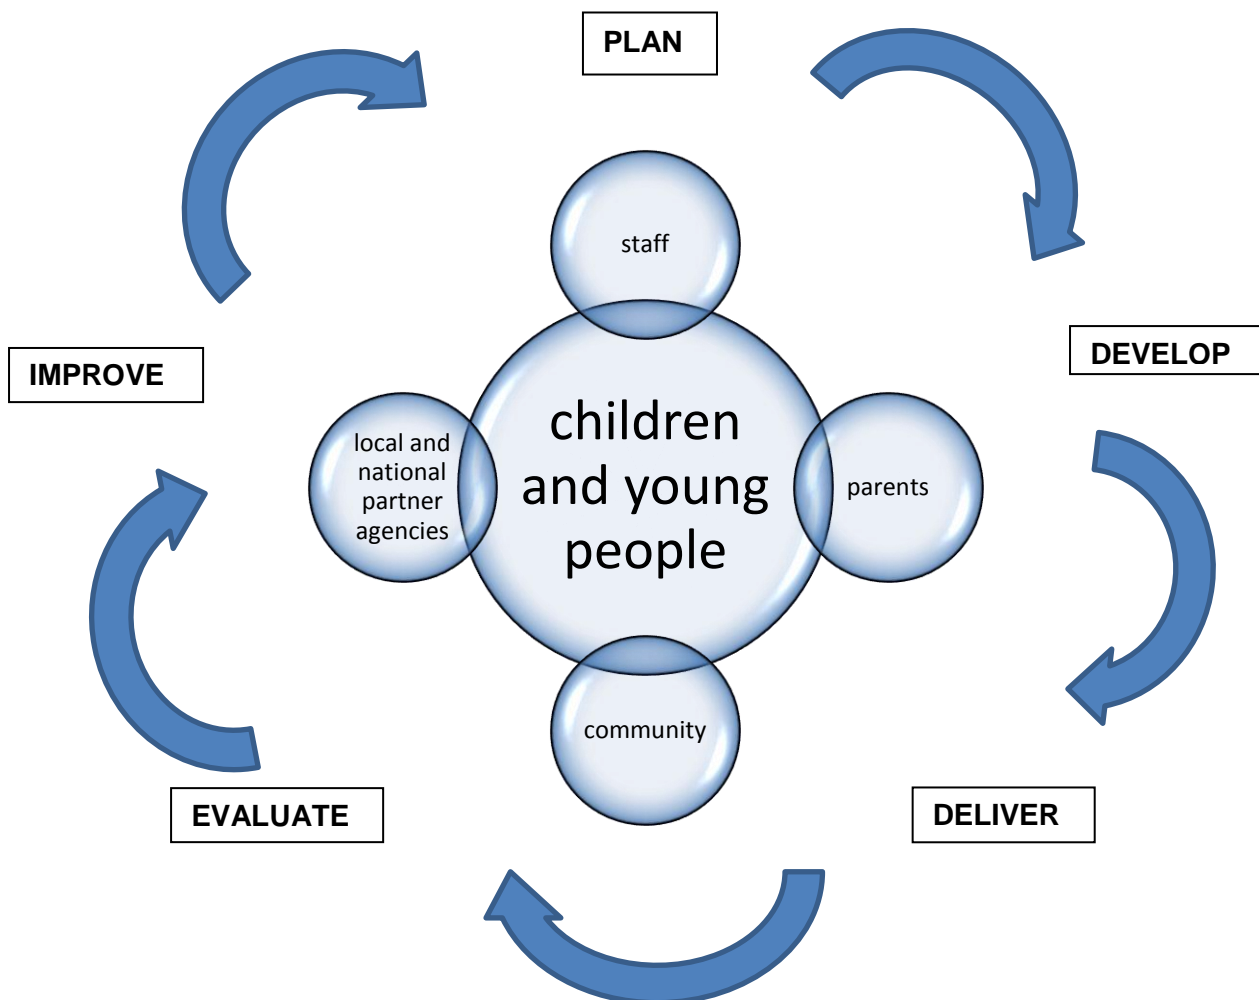 PLAN
staff
IMPROVE
DEVELOP
children
and young
people
local and
national
partner
agencies
parents
community
EVALUATE
DELIVER